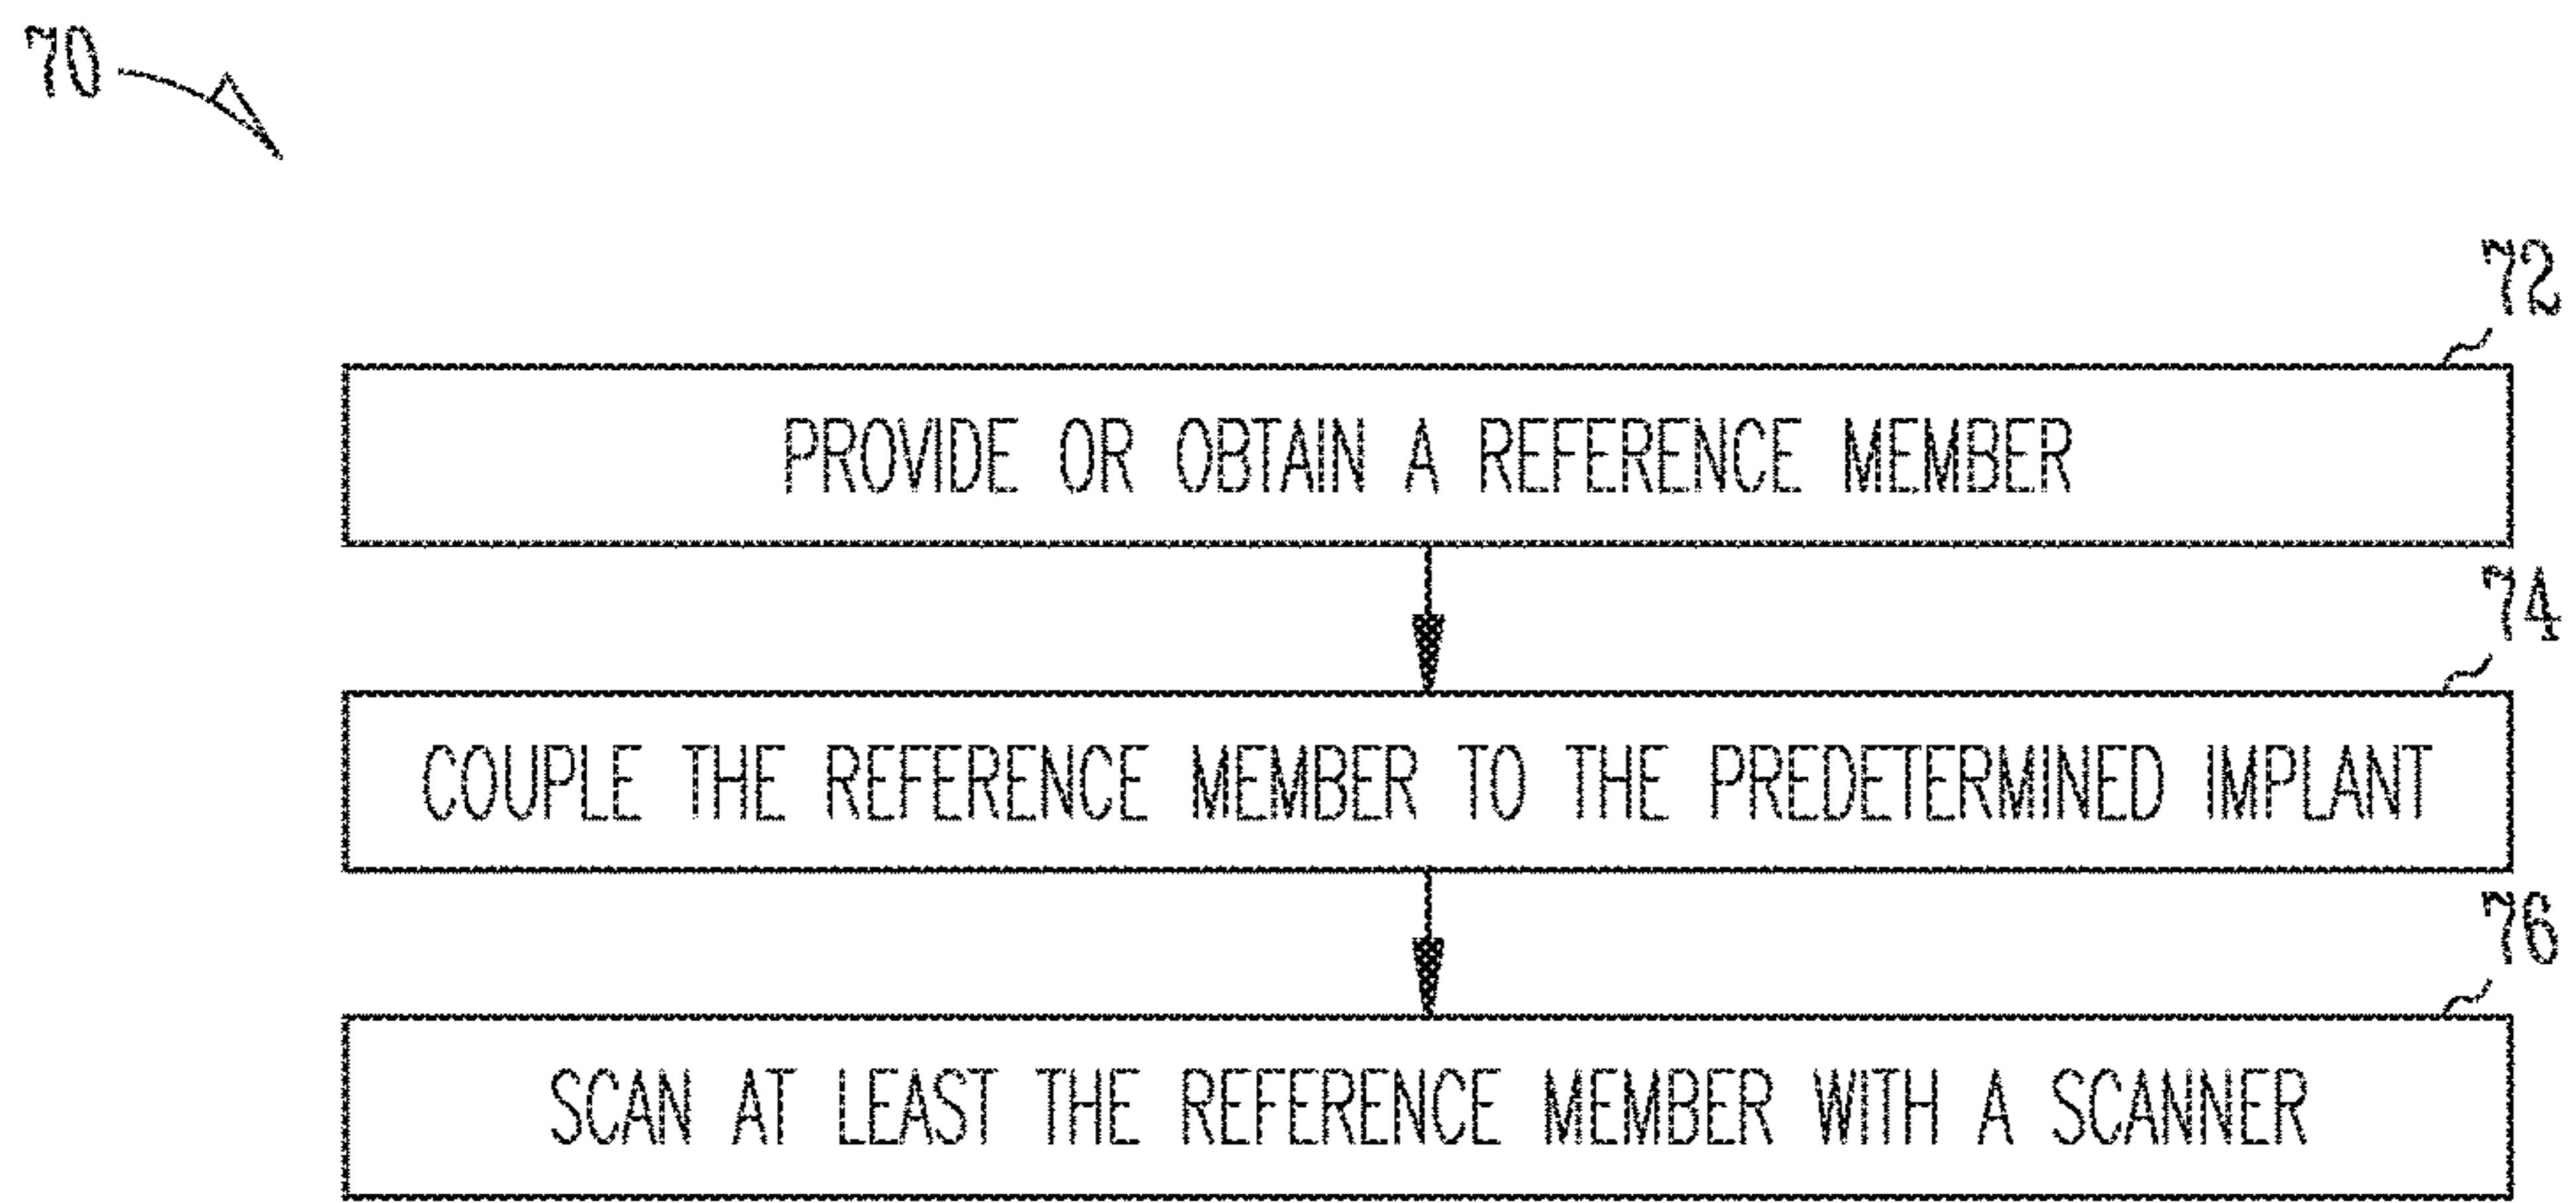 70
72
PROVIDE OR OBTAIN A REFERENCE MEMBER
74
COUPLE THE REFERENCE MEMBER TO THE PREDETERMINED IMPLANT
76
SCAN AT LEAST THE REFERENCE MEMBER WITH A SCANNER